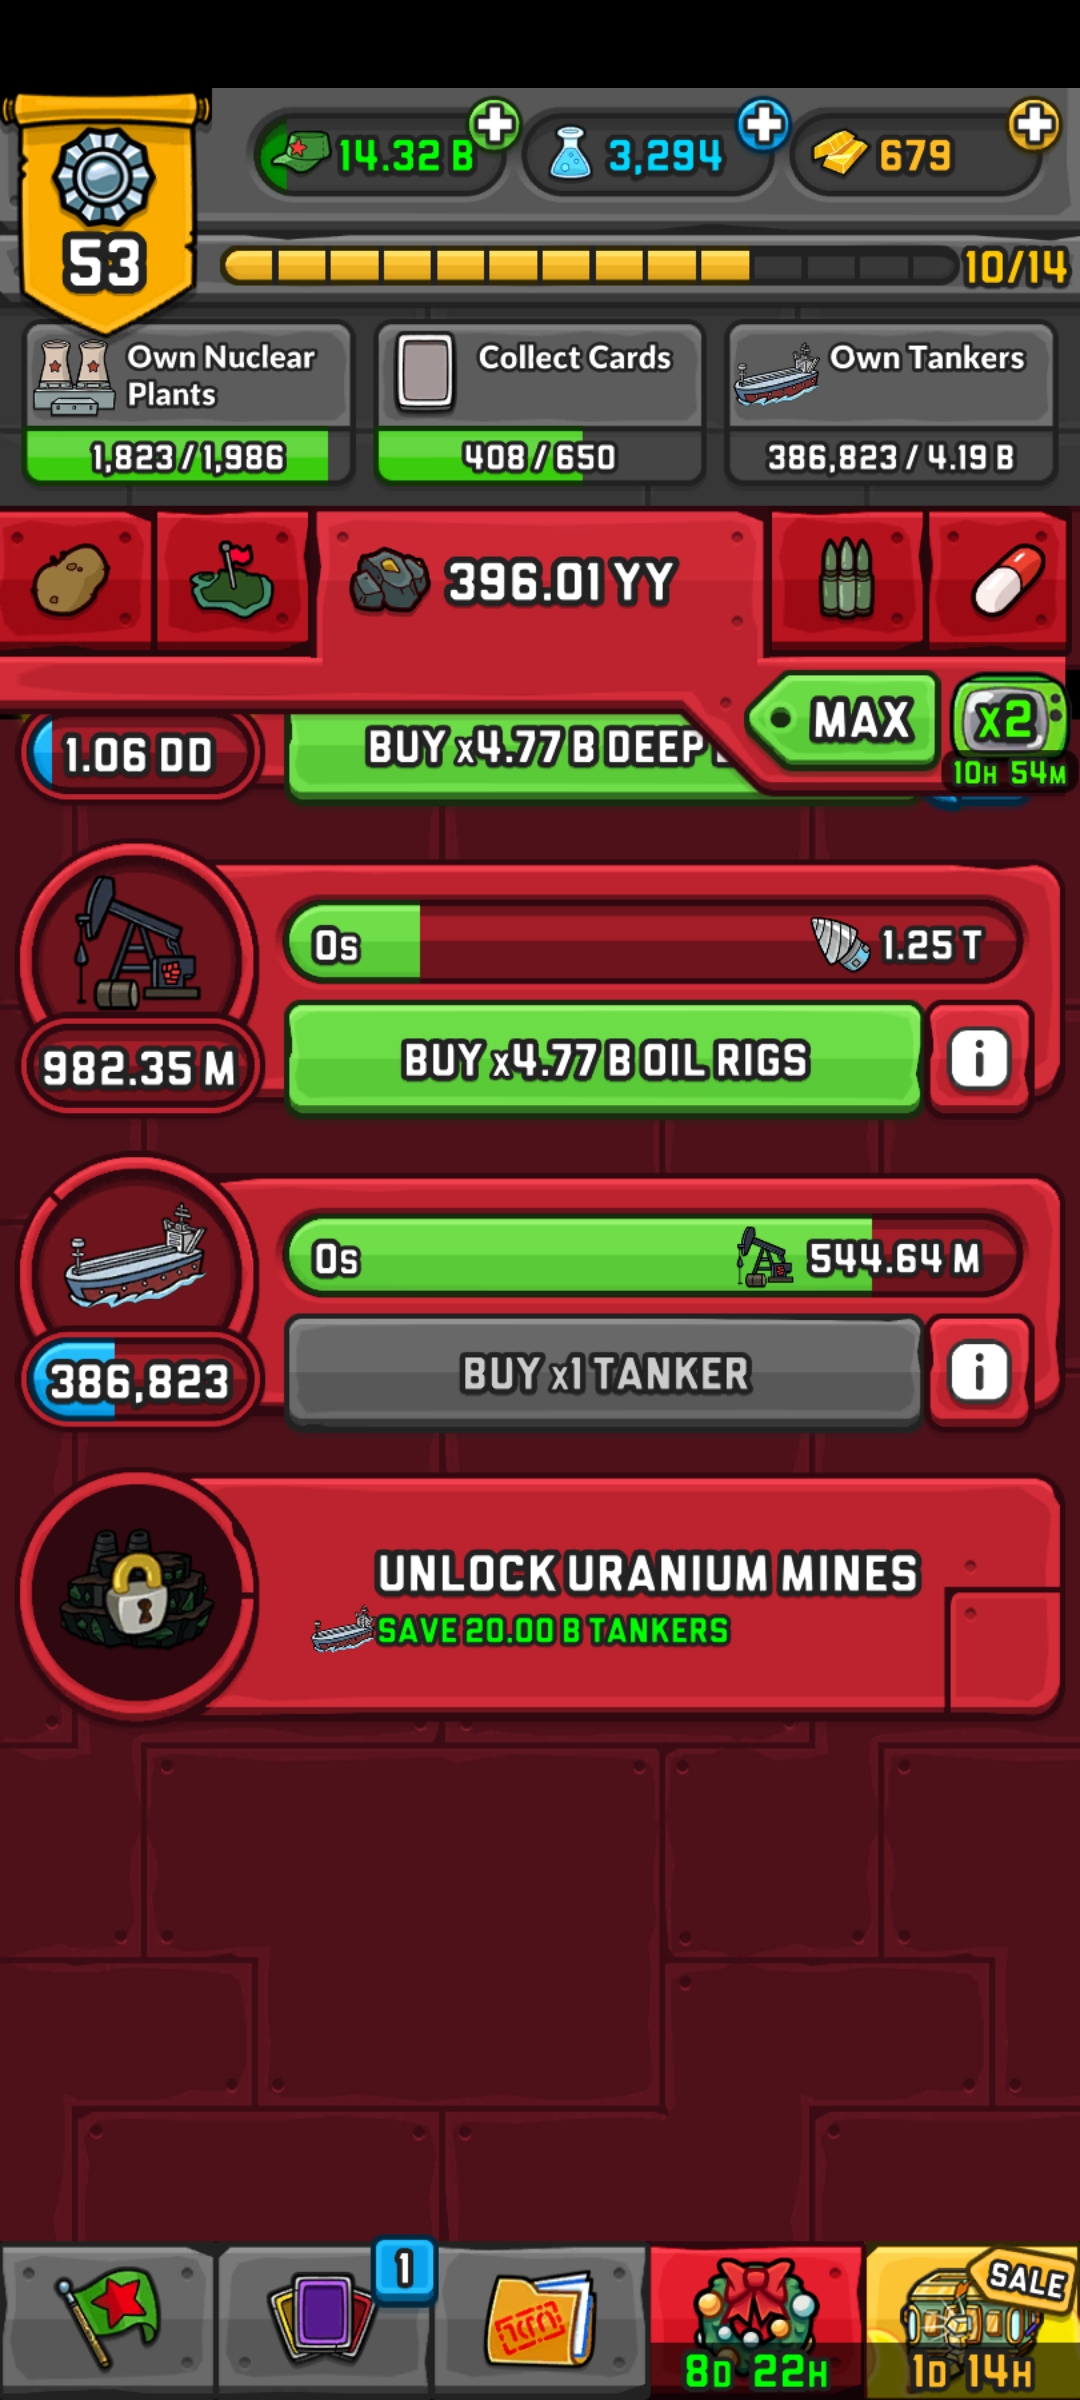 14.32 B
3,294
679
53
10/14
Own Nuclear
Plants
Collect Cards
Own Tankers
1,823/1,986
408/650
386,823/4.19 B
396.01 YY
MAX
x2
10H 54M
1.06 DD
BUY x4.77 B DEEP
0s
1.25 T
982.35 M
BUY x4.77 B OIL RIGS
i
0s
544.64 M
386,823
BUY x1 TANKER
i
UNLOCK URANIUM MINES
SAVE 20.00 B TANKERS
1
SALE
8D 22H
1D 14H